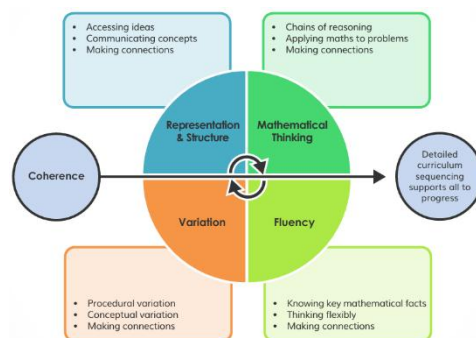 • Accessing ideas
• Communicating concepts
• Making connections
• Chains of reasoning
• Applying maths to problems
• Making connections
Representation
& Structure
Mathematical
Thinking
Coherence
Detailed
curriculum
sequencing
supports all to
progress
Variation
Fluency
• Procedural variation
• Conceptual variation
• Making connections
• Knowing key mathematical facts
• Thinking flexibly
• Making connections